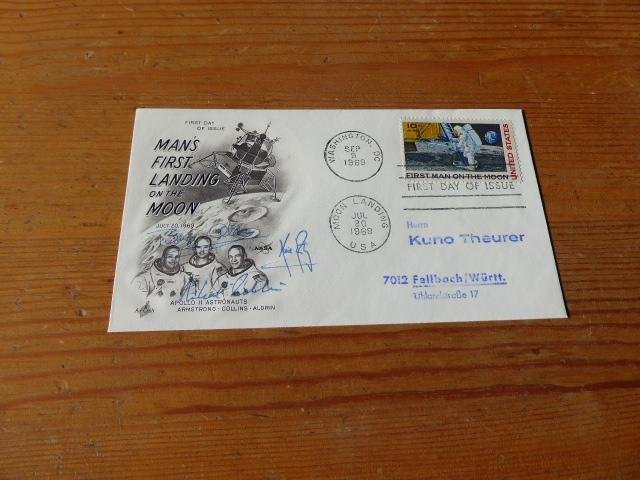 FIRST DAY
OF ISSUE
MAN'S
FIRST
LANDING
ON THE
MOON
JULY 20, 1969
NASA
APOLLO 11 ASTRONAUTS
ARMSTRONG · COLLINS · ALDRIN
WASHINGTON, DC
SEP
9
1969
MOON LANDING
JUL
20
1969
USA
10¢
UNITED STATES
FIRST MAN ON THE MOON
FIRST DAY OF ISSUE
Herrn
Kuno Theurer
7012 Fellbach/Württ.
Uhlandstraße 17